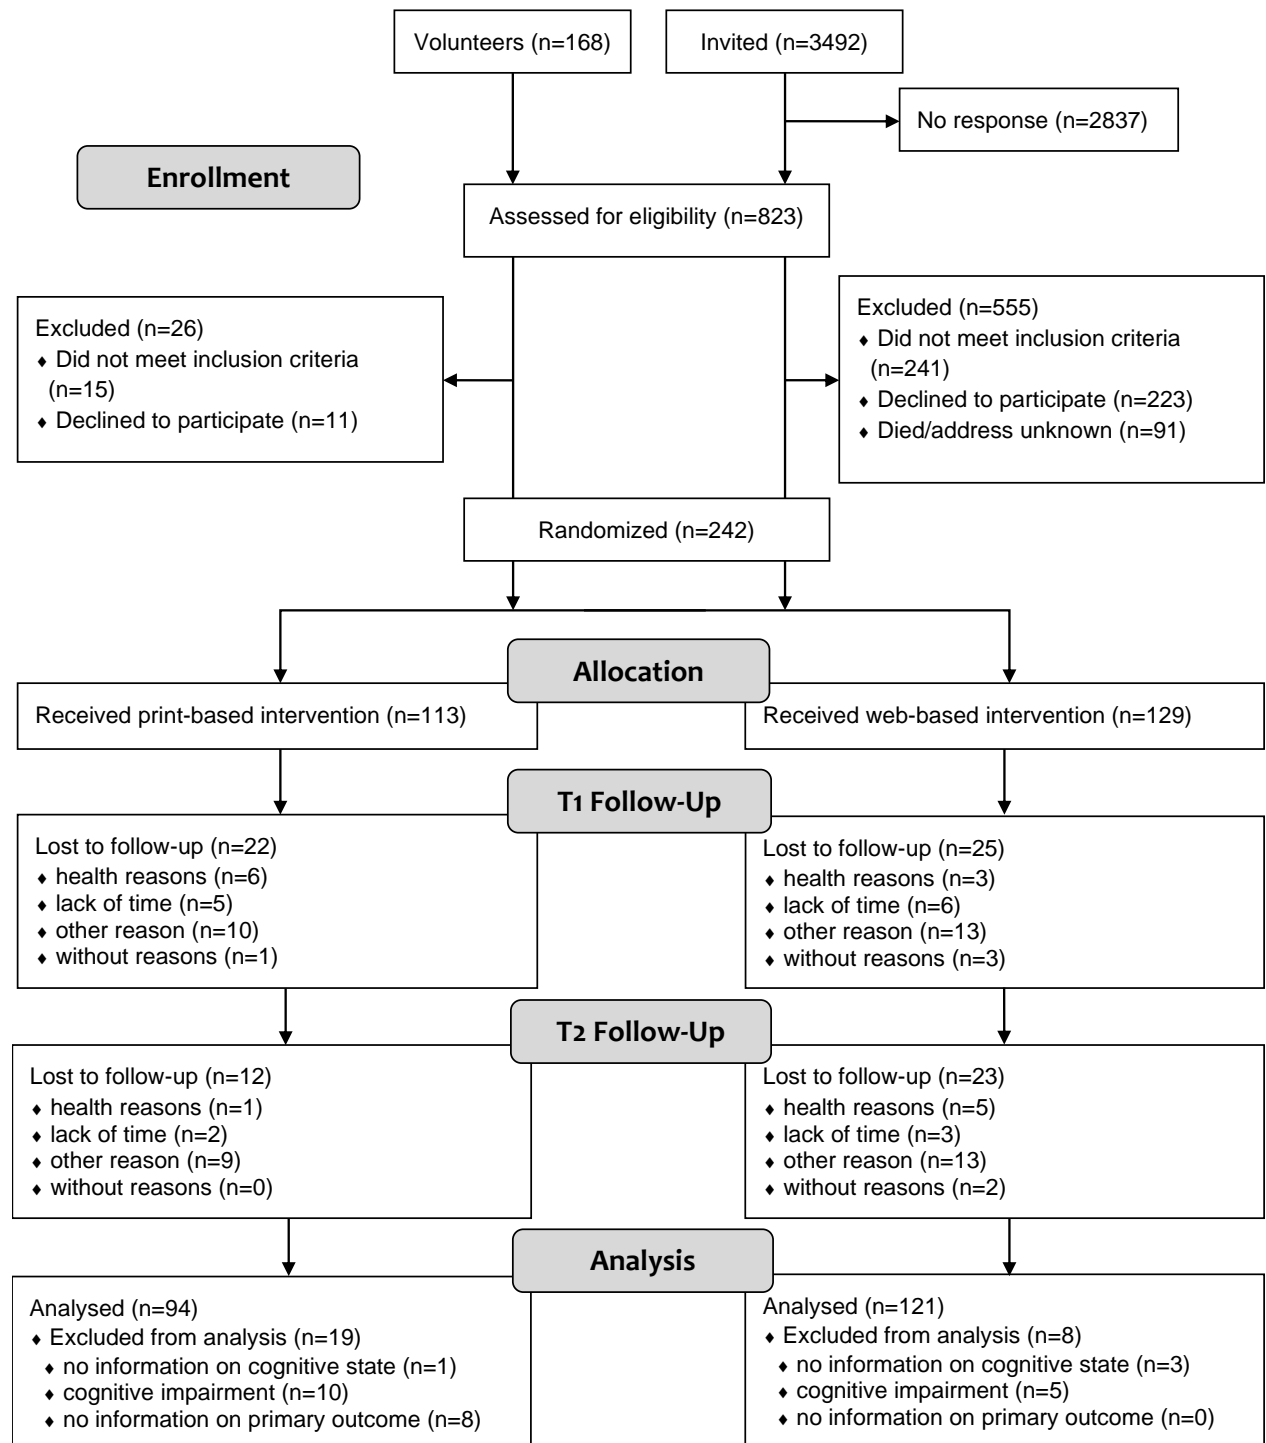 Volunteers (n=168)
Invited (n=3492)
No response (n=2837)
Enrollment
Assessed for eligibility (n=823)
Excluded (n=26)
♦ Did not meet inclusion criteria
(n=15)
♦ Declined to participate (n=11)
Excluded (n=555)
♦ Did not meet inclusion criteria
(n=241)
♦ Declined to participate (n=223)
♦ Died/address unknown (n=91)
Randomized (n=242)
Allocation
Received print-based intervention (n=113)
Received web-based intervention (n=129)
T1 Follow-Up
Lost to follow-up (n=22)
♦ health reasons (n=6)
♦ lack of time (n=5)
♦ other reason (n=10)
♦ without reasons (n=1)
Lost to follow-up (n=25)
♦ health reasons (n=3)
♦ lack of time (n=6)
♦ other reason (n=13)
♦ without reasons (n=3)
T2 Follow-Up
Lost to follow-up (n=12)
♦ health reasons (n=1)
♦ lack of time (n=2)
♦ other reason (n=9)
♦ without reasons (n=0)
Lost to follow-up (n=23)
♦ health reasons (n=5)
♦ lack of time (n=3)
♦ other reason (n=13)
♦ without reasons (n=2)
Analysis
Analysed (n=94)
♦ Excluded from analysis (n=19)
♦ no information on cognitive state (n=1)
♦ cognitive impairment (n=10)
♦ no information on primary outcome (n=8)
Analysed (n=121)
♦ Excluded from analysis (n=8)
♦ no information on cognitive state (n=3)
♦ cognitive impairment (n=5)
♦ no information on primary outcome (n=0)